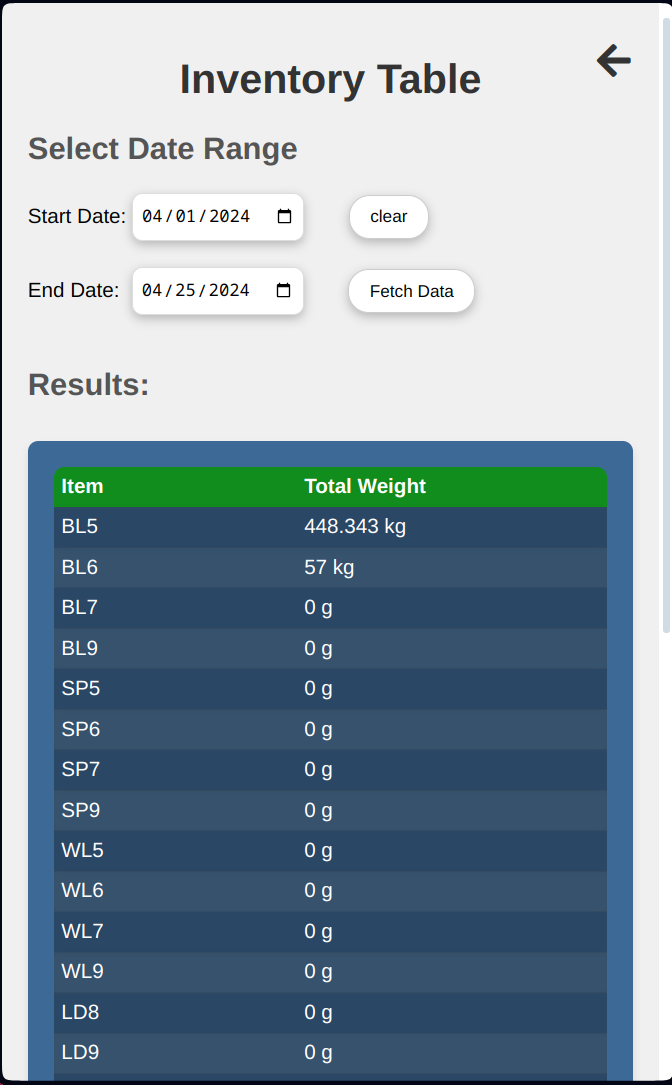 Inventory Table
Select Date Range
Start Date: 04/01/2024 clear
End Date: 04/25/2024 Fetch Data
Results:
Item Total Weight
BL5 448.343 kg
BL6 57 kg
BL7 0 g
BL9 0 g
SP5 0 g
SP6 0 g
SP7 0 g
SP9 0 g
WL5 0 g
WL6 0 g
WL7 0 g
WL9 0 g
LD8 0 g
LD9 0 g